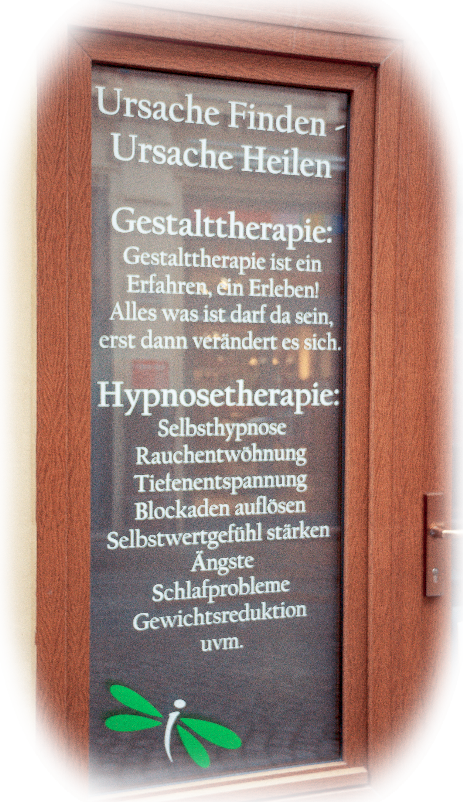 Ursache Finden -
Ursache Heilen
Gestalttherapie:
Gestalttherapie ist ein
Erfahren, ein Erleben!
Alles was ist darf da sein,
erst dann verändert es sich.
Hypnosetherapie:
Selbsthypnose
Rauchentwöhnung
Tiefenentspannung
Blockaden auflösen
Selbstwertgefühl stärken
Ängste
Schlafprobleme
Gewichtsreduktion
uvm.